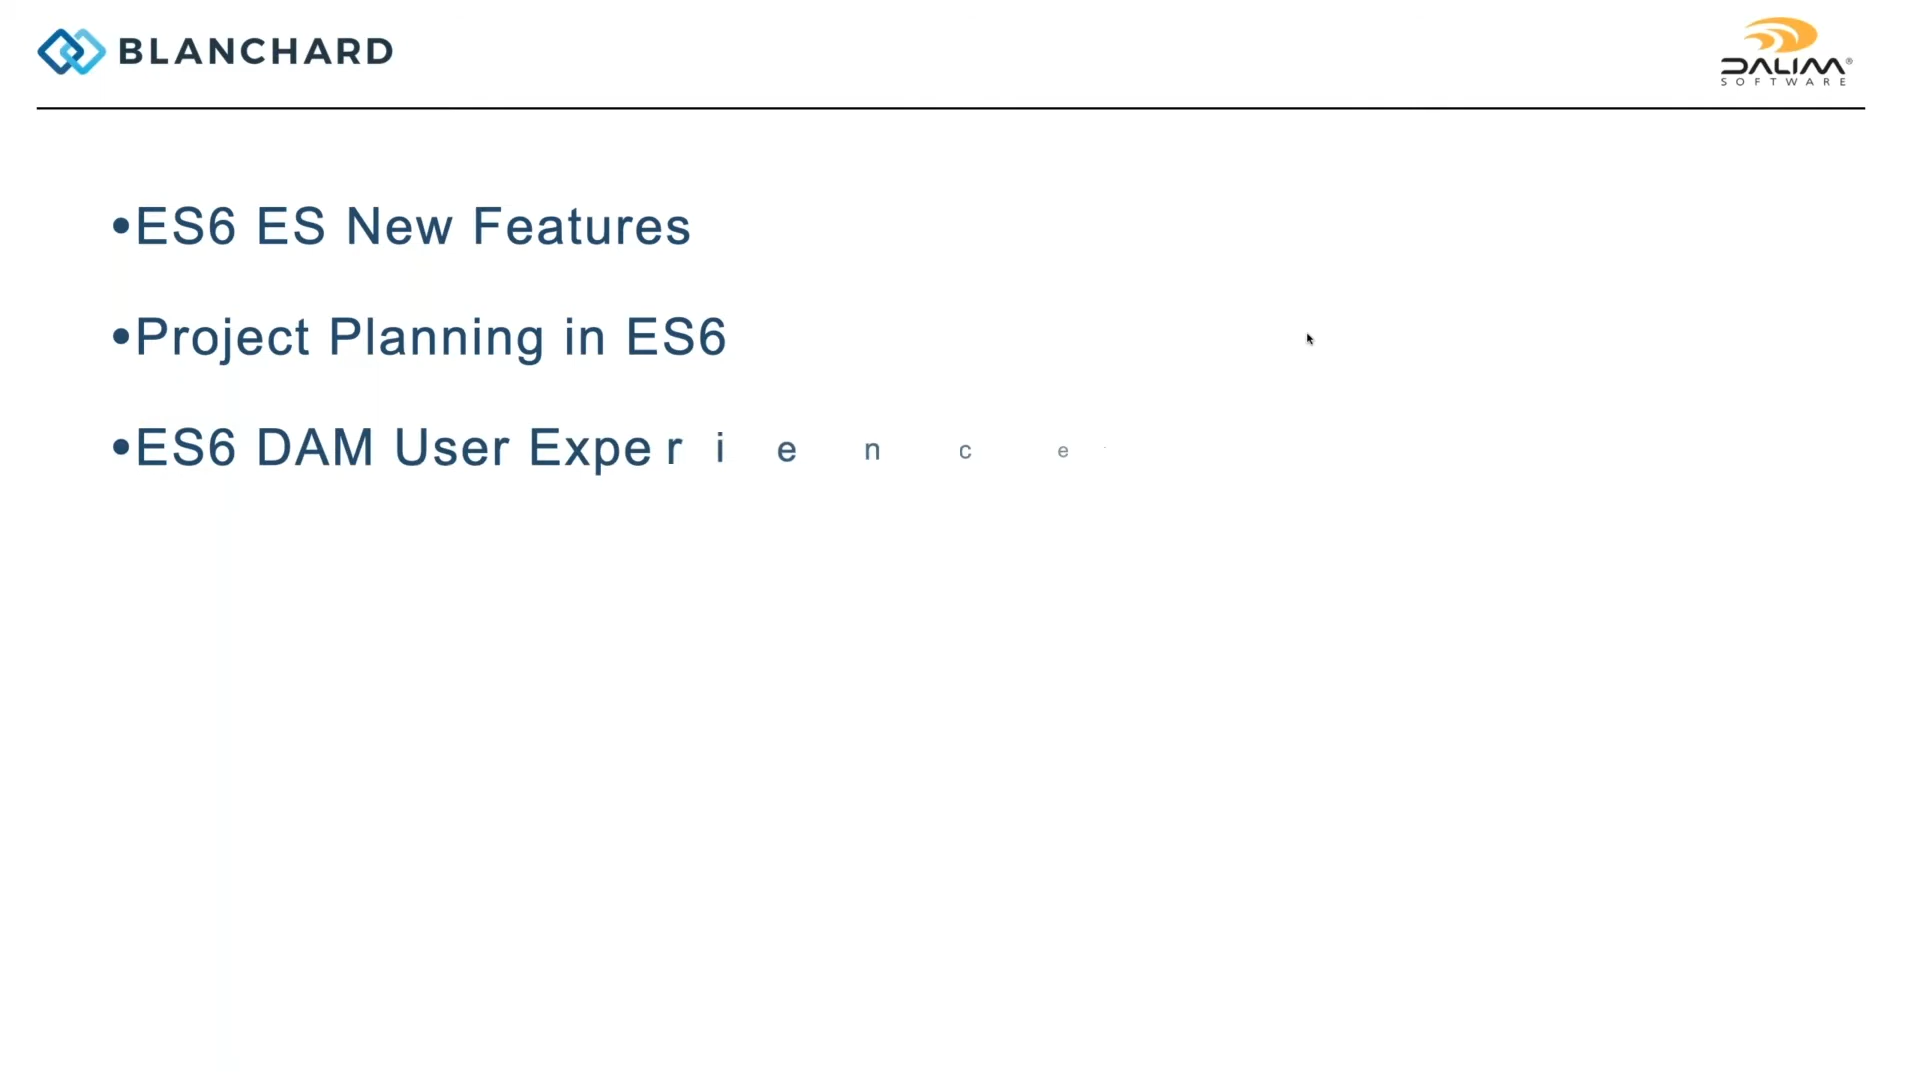 BLANCHARD
DALIM®
SOFTWARE
•ES6 ES New Features
•Project Planning in ES6
•ES6 DAM User Experience